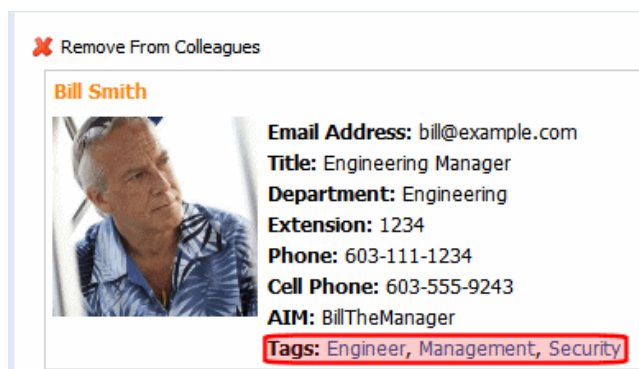 Remove From Colleagues
Bill Smith
Email Address: bill@example.com
Title: Engineering Manager
Department: Engineering
Extension: 1234
Phone: 603-111-1234
Cell Phone: 603-555-9243
AIM: BillTheManager
Tags: Engineer, Management, Security